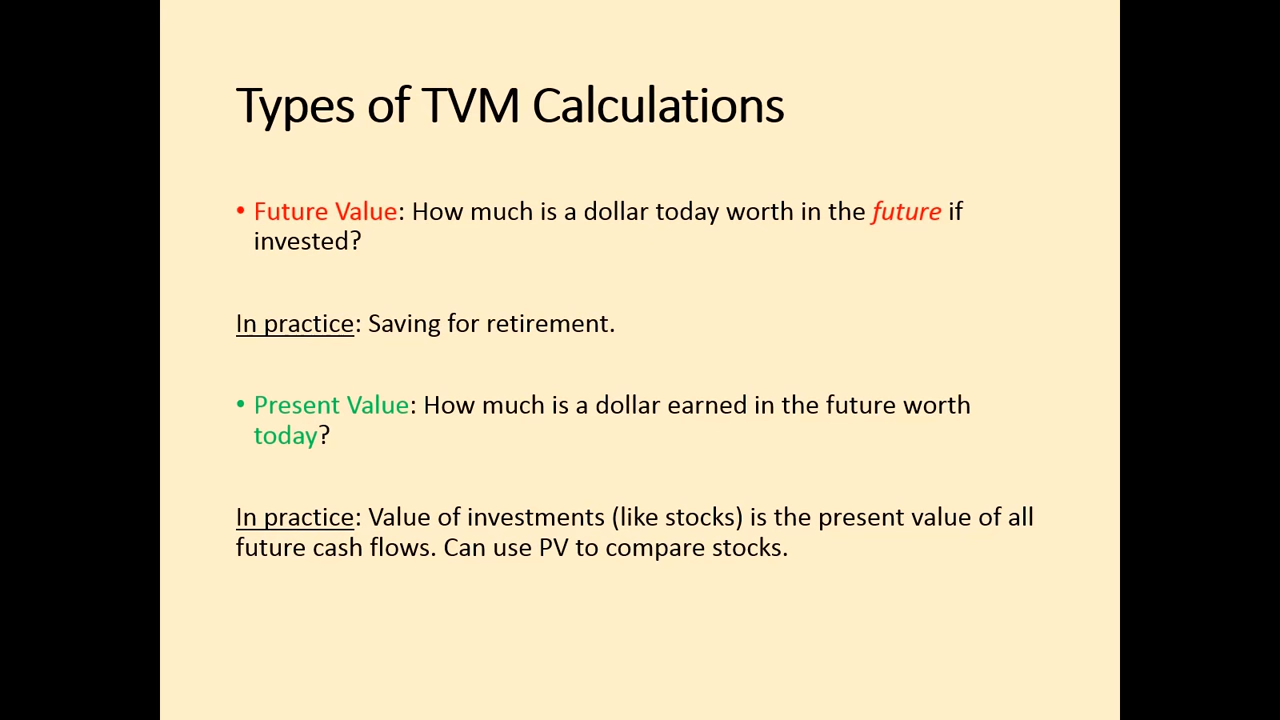 Types of TVM Calculations
• Future Value: How much is a dollar today worth in the future if
invested?
In practice: Saving for retirement.
• Present Value: How much is a dollar earned in the future worth
today?
In practice: Value of investments (like stocks) is the present value of all
future cash flows. Can use PV to compare stocks.